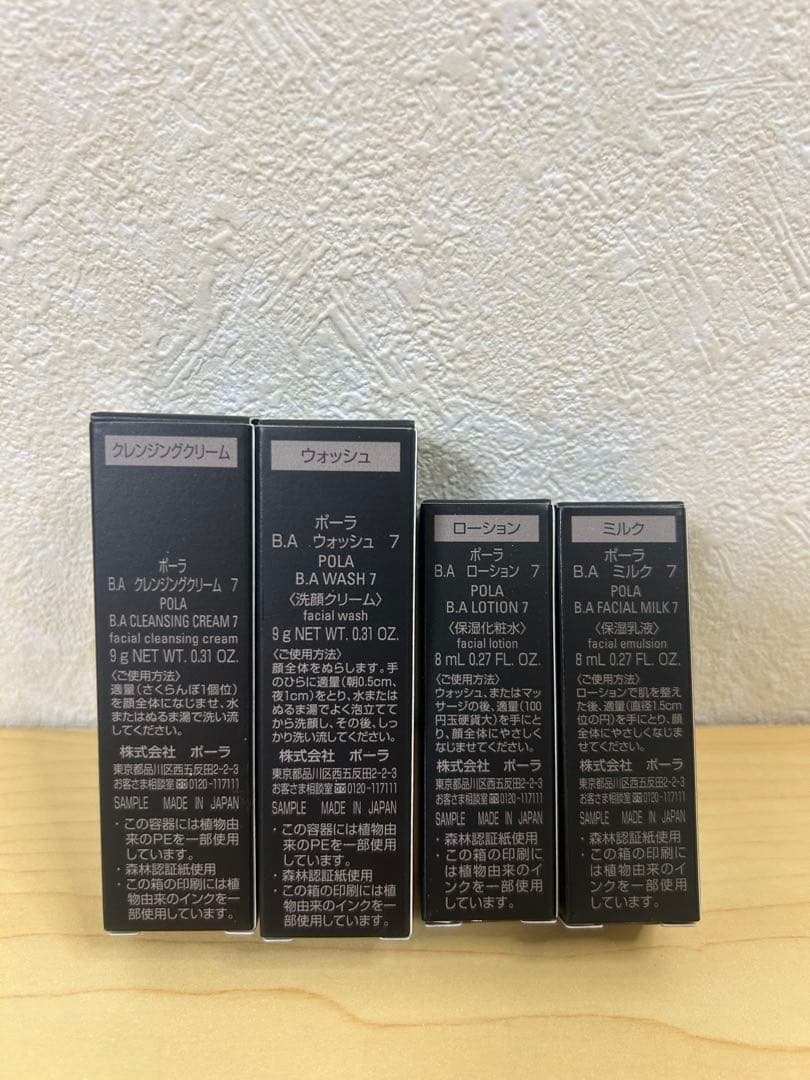 クレンジングクリーム
ポーラ
B.A クレンジングクリーム 7
POLA
B.A CLEANSING CREAM 7
facial cleansing cream
9 g NET WT. 0.31 OZ.
〈ご使用方法〉
適量(さくらんぼ1個位)
を顔全体になじませ、水
またはぬるま湯で洗い流
してください。
株式会社 ポーラ
東京都品川区西五反田2-2-3
お客さま相談室 0120-117111
SAMPLE MADE IN JAPAN
・この容器には植物由
来のPEを一部使用
しています。
・森林認証紙使用
・この箱の印刷には植
物由来のインクを一
部使用しています。
ウォッシュ
ポーラ
B.A ウォッシュ 7
POLA
B.A WASH 7
〈洗顔クリーム〉
facial wash
9 g NET WT. 0.31 OZ.
〈ご使用方法〉
顔全体をぬらします。手
のひらに適量(朝0.5cm、
夜1cm)をとり、水または
ぬるま湯でよく泡立てて
から洗顔し、その後、しっ
かり洗い流してください。
株式会社 ポーラ
東京都品川区西五反田2-2-3
お客さま相談室 0120-117111
SAMPLE MADE IN JAPAN
・この容器には植物由
来のPEを一部使用
しています。
・森林認証紙使用
・この箱の印刷には植
物由来のインクを一
部使用しています。
ローション
ポーラ
B.A ローション 7
POLA
B.A LOTION 7
〈保湿化粧水〉
facial lotion
8 mL 0.27 FL. OZ.
〈ご使用方法〉
ウォッシュ、またはマッ
サージの後、適量(100
円玉硬貨大)を手にと
り、顔全体にやさしく
なじませてください。
株式会社 ポーラ
東京都品川区西五反田2-2-3
お客さま相談室 0120-117111
SAMPLE MADE IN JAPAN
・森林認証紙使用
・この箱の印刷に
は植物由来のイ
ンクを一部使用
しています。
ミルク
ポーラ
B.A ミルク 7
POLA
B.A FACIAL MILK 7
〈保湿乳液〉
facial emulsion
8 mL 0.27 FL. OZ.
〈ご使用方法〉
ローションで肌を整え
た後、適量(直径1.5cm
位の円)を手にとり、顔
全体にやさしくなじま
せてください。
株式会社 ポーラ
東京都品川区西五反田2-2-3
お客さま相談室 0120-117111
SAMPLE MADE IN JAPAN
・森林認証紙使用
・この箱の印刷に
は植物由来のイ
ンクを一部使用
しています。